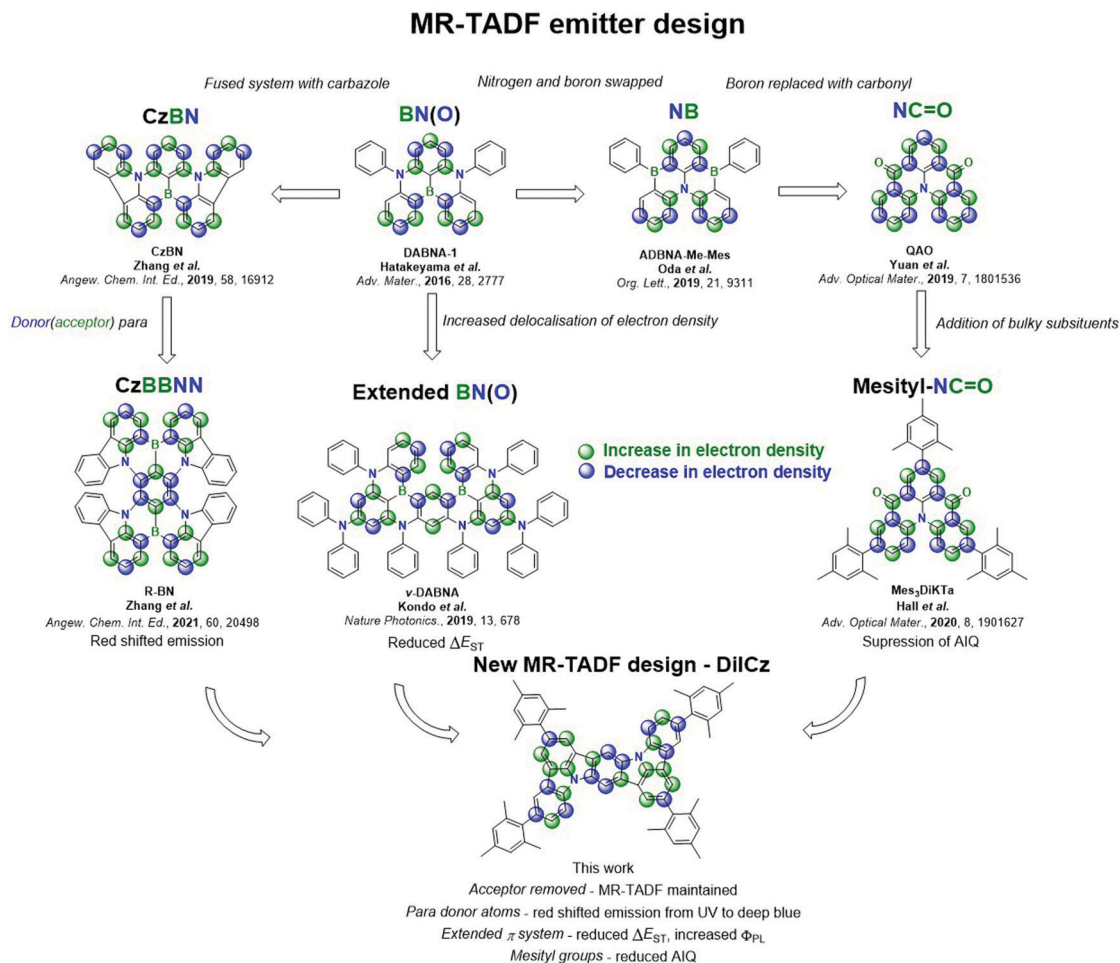 MR-TADF emitter design
Fused system with carbazole
Nitrogen and boron swapped
Boron replaced with carbonyl
CzBN
BN(O)
NB
NC=O
N
N
B
N
N
B
B
B
N
O
O
N
CzBN
Zhang et al.
Angew. Chem. Int. Ed., 2019, 58, 16912
DABNA-1
Hatakeyama et al.
Adv. Mater., 2016, 28, 2777
ADBNA-Me-Mes
Oda et al.
Org. Lett., 2019, 21, 9311
QAO
Yuan et al.
Adv. Optical Mater., 2019, 7, 1801536
Donor(acceptor) para
Increased delocalisation of electron density
Addition of bulky subsituents
CzBBNN
Extended BN(O)
Mesityl-NC=O
B
N
N
N
N
B
N
N
B
B
N
N
N
N
Increase in electron density
Decrease in electron density
O
O
N
R-BN
Zhang et al.
Angew. Chem. Int. Ed., 2021, 60, 20498
Red shifted emission
v-DABNA
Kondo et al.
Nature Photonics., 2019, 13, 678
Reduced ΔEST
Mes3DiKTa
Hall et al.
Adv. Optical Mater., 2020, 8, 1901627
Supression of AIQ
New MR-TADF design - DiICz
N
N
This work
Acceptor removed - MR-TADF maintained
Para donor atoms - red shifted emission from UV to deep blue
Extended π system - reduced ΔEST, increased ΦPL
Mesityl groups - reduced AIQ